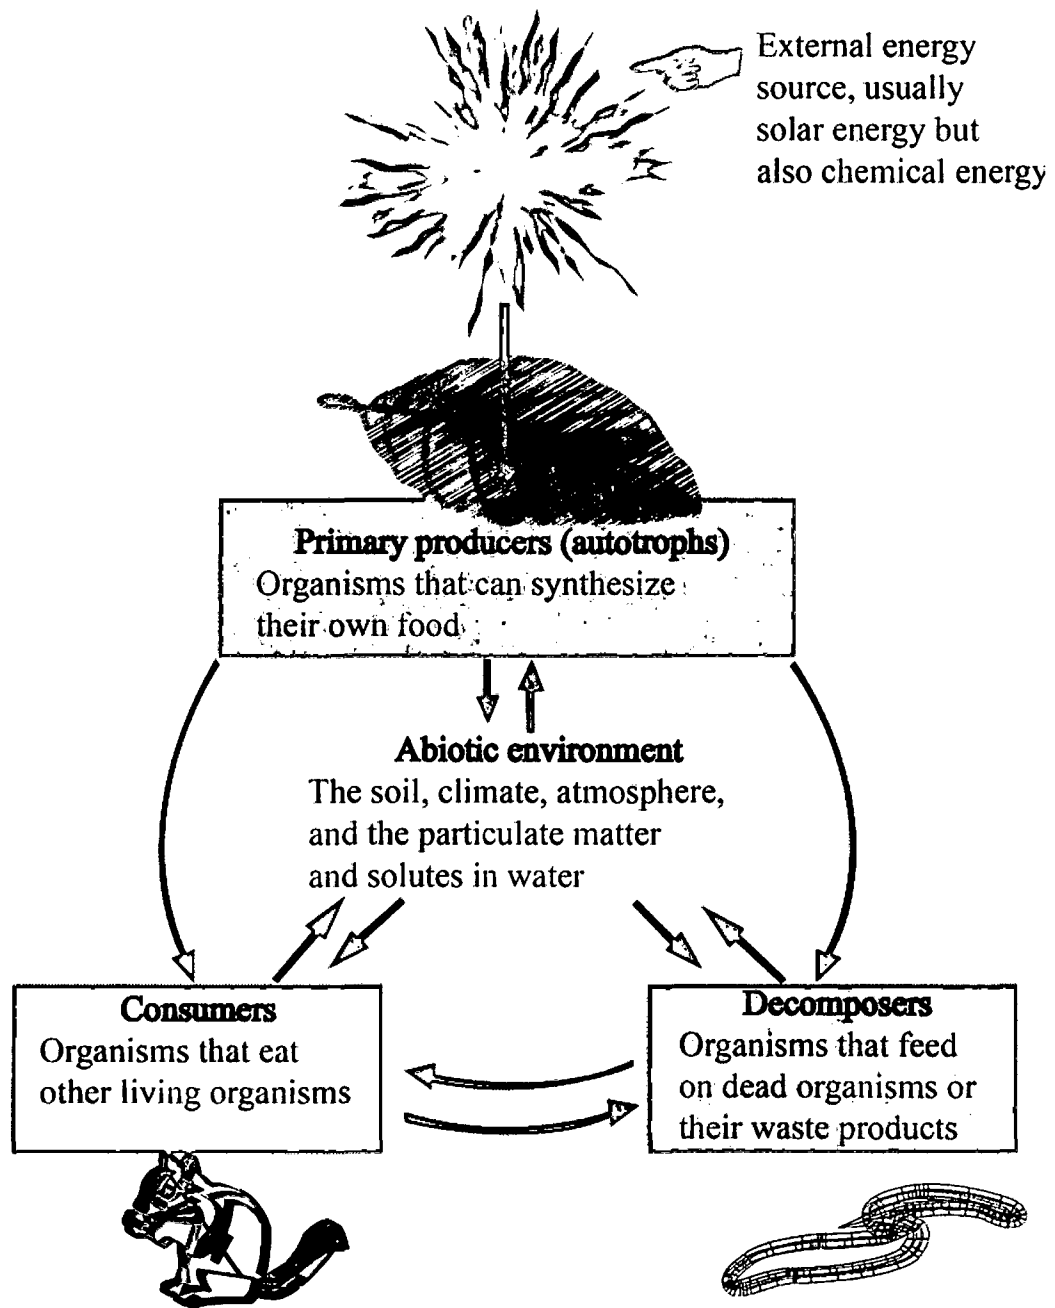 External energy
source, usually
solar energy but
also chemical energy
Primary producers (autotrophs)
Organisms that can synthesize
their own food
Abiotic environment
The soil, climate, atmosphere,
and the particulate matter
and solutes in water
Consumers
Organisms that eat
other living organisms
Decomposers
Organisms that feed
on dead organisms or
their waste products